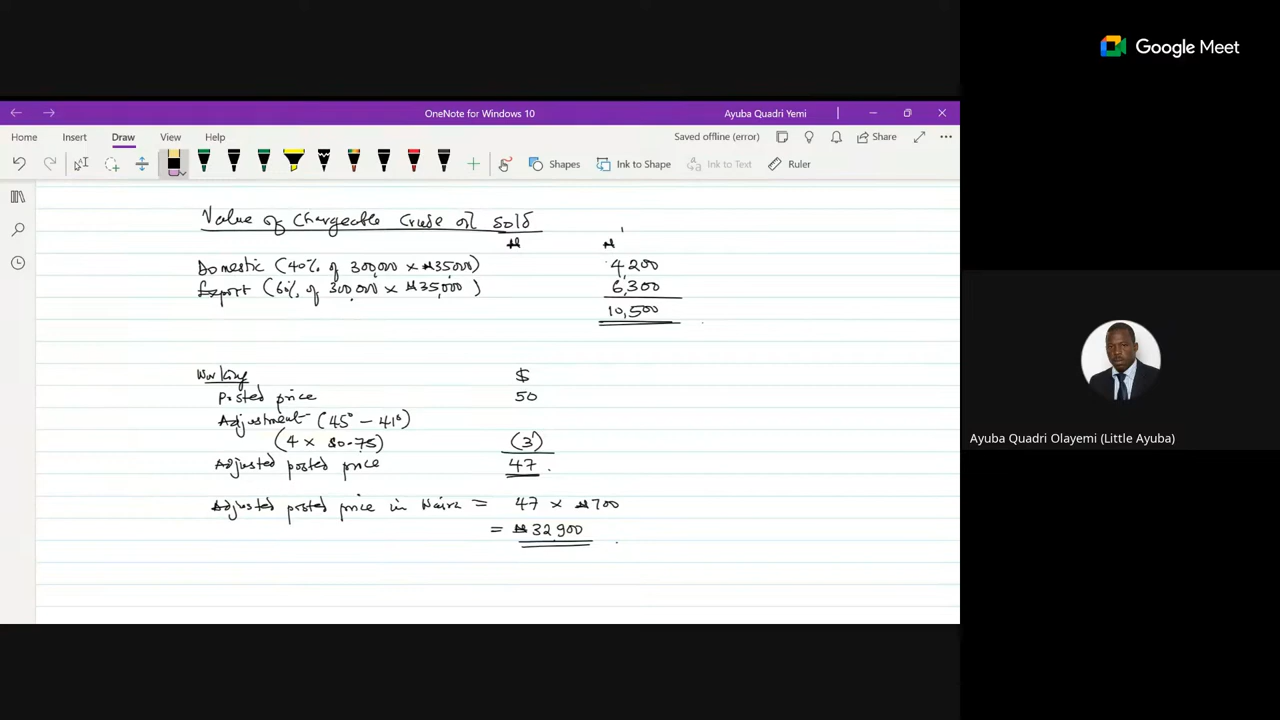 Google Meet
OneNote for Windows 10
Ayuba Quadri Yemi
Home Insert Draw View Help
Saved offline (error)
Share
Shapes
Ink to Shape
Ink to Text
Ruler
Value of Chargeable Crude oil sold
₦ ₦'
Domestic (40% of 300,000 × ₦35,000) 4,200
Export (60% of 300,000 × ₦35,000) 6,300
10,500
Working $
Posted price 50
Adjustment (45° – 41°)
(4 × $0.75) (3)
Adjusted posted price 47
Adjusted posted price in Naira = 47 × ₦700
= ₦32,900
Ayuba Quadri Olayemi (Little Ayuba)